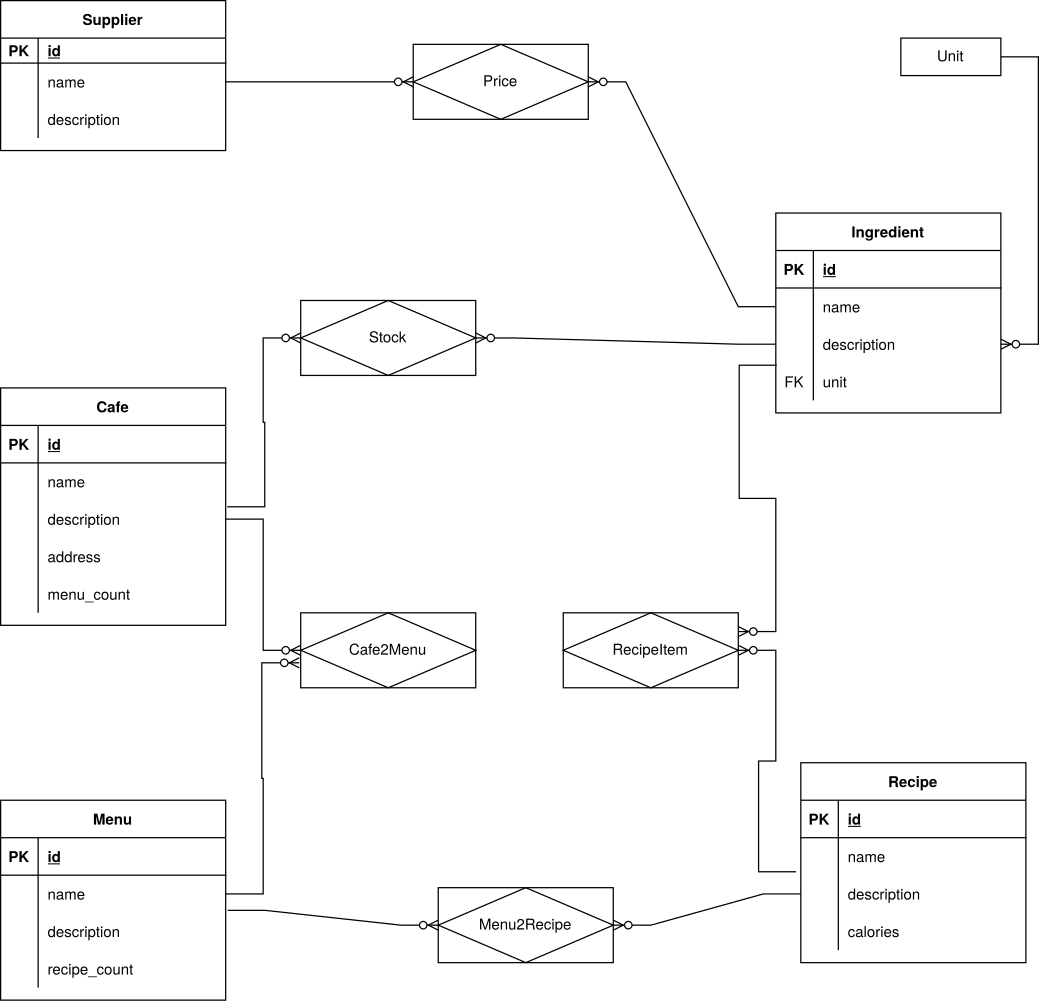 Supplier
PK id
name
description
Price
Unit
Ingredient
PK id
name
description
FK unit
Stock
Cafe
PK id
name
description
address
menu_count
Cafe2Menu
RecipeItem
Recipe
PK id
name
description
calories
Menu
PK id
name
description
recipe_count
Menu2Recipe